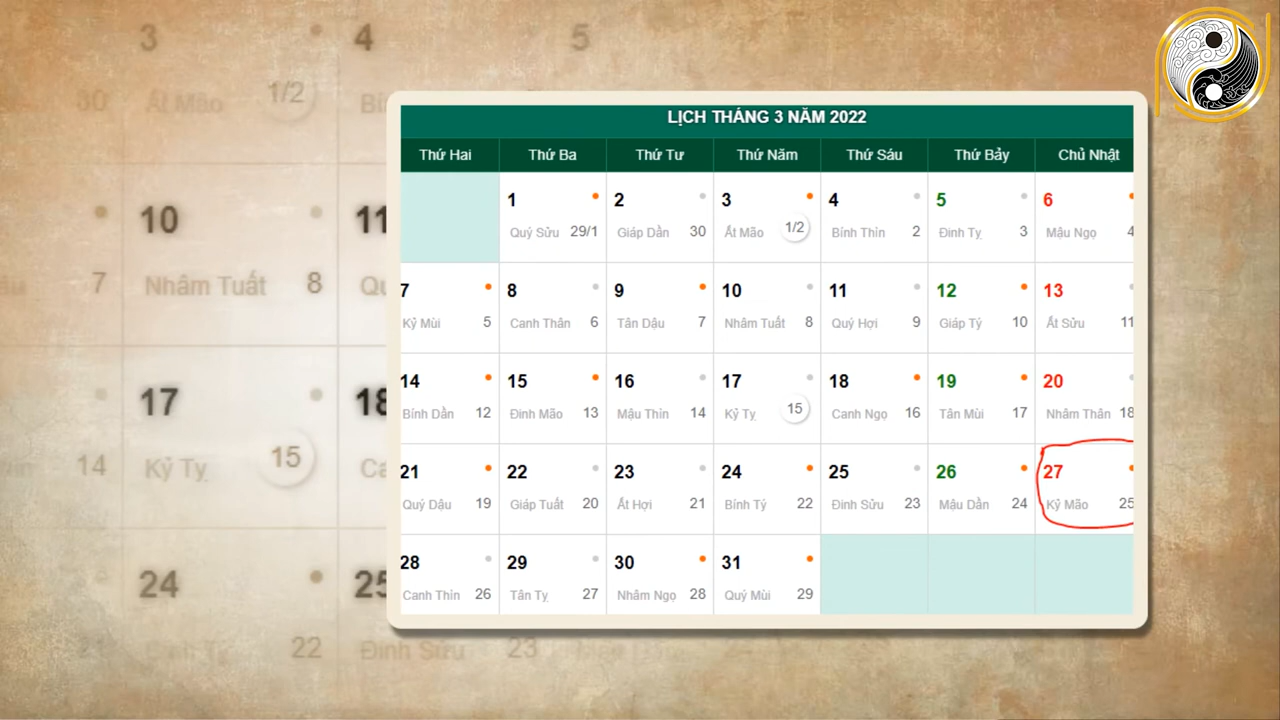 LỊCH THÁNG 3 NĂM 2022
Thứ Hai Thứ Ba Thứ Tư Thứ Năm Thứ Sáu Thứ Bảy Chủ Nhật
1 2 3 4 5 6
Quý Sửu 29/1 Giáp Dần 30 Ất Mão 1/2 Bính Thìn 2 Đinh Tỵ 3 Mậu Ngọ 4
7 8 9 10 11 12 13
Kỷ Mùi 5 Canh Thân 6 Tân Dậu 7 Nhâm Tuất 8 Quý Hợi 9 Giáp Tý 10 Ất Sửu 11
14 15 16 17 18 19 20
Bính Dần 12 Đinh Mão 13 Mậu Thìn 14 Kỷ Tỵ 15 Canh Ngọ 16 Tân Mùi 17 Nhâm Thân 18
21 22 23 24 25 26 27
Quý Dậu 19 Giáp Tuất 20 Ất Hợi 21 Bính Tý 22 Đinh Sửu 23 Mậu Dần 24 Kỷ Mão 25
28 29 30 31
Canh Thìn 26 Tân Tỵ 27 Nhâm Ngọ 28 Quý Mùi 29
3 4 5
30 Ất Mão 1/2
10 11
7 Nhâm Tuất 8
17 18
14 Kỷ Tỵ 15
24 25
21 22 Đinh Sửu 23